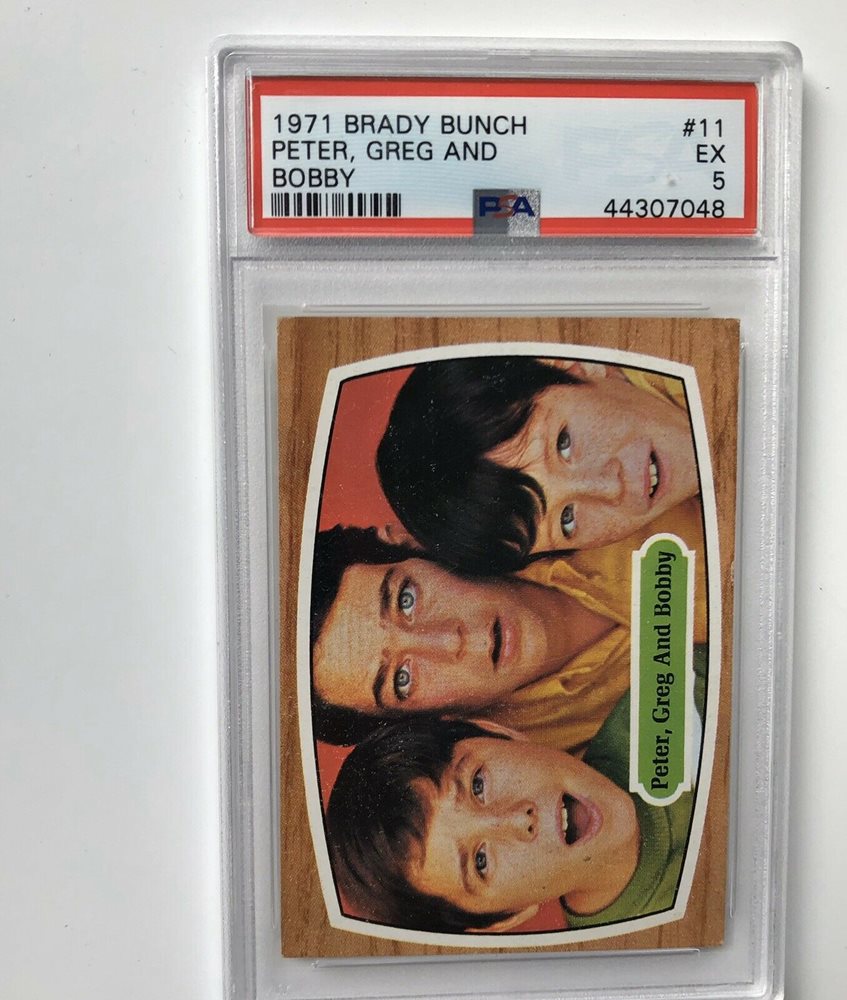 1971 BRADY BUNCH #11
PETER, GREG AND EX
BOBBY 5
PSA 44307048
Peter, Greg And Bobby